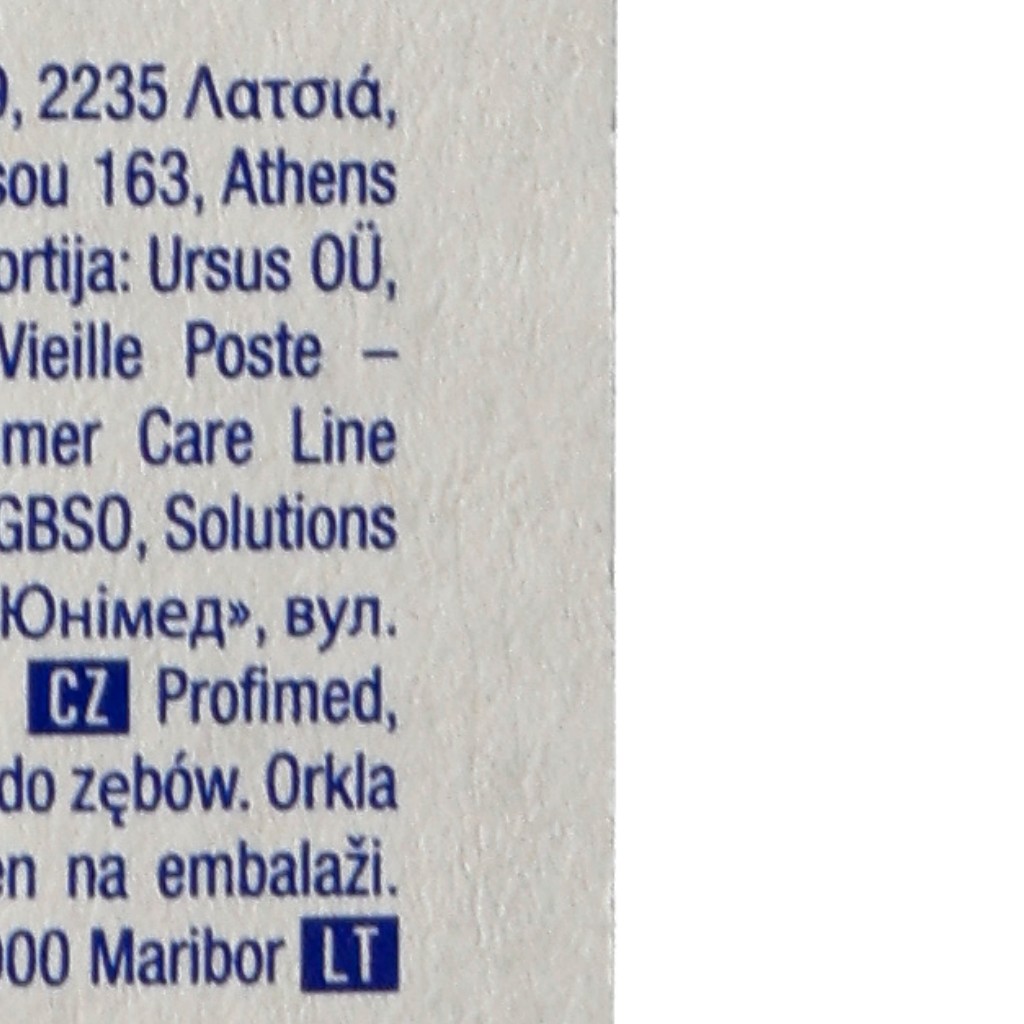 , 2235 Λατσιά,
sou 163, Athens
ortija: Ursus OÜ,
Vieille Poste –
mer Care Line
GBSO, Solutions
Юнімед», вул.
CZ Profimed,
do zębów. Orkla
en na embalaži.
000 Maribor LT